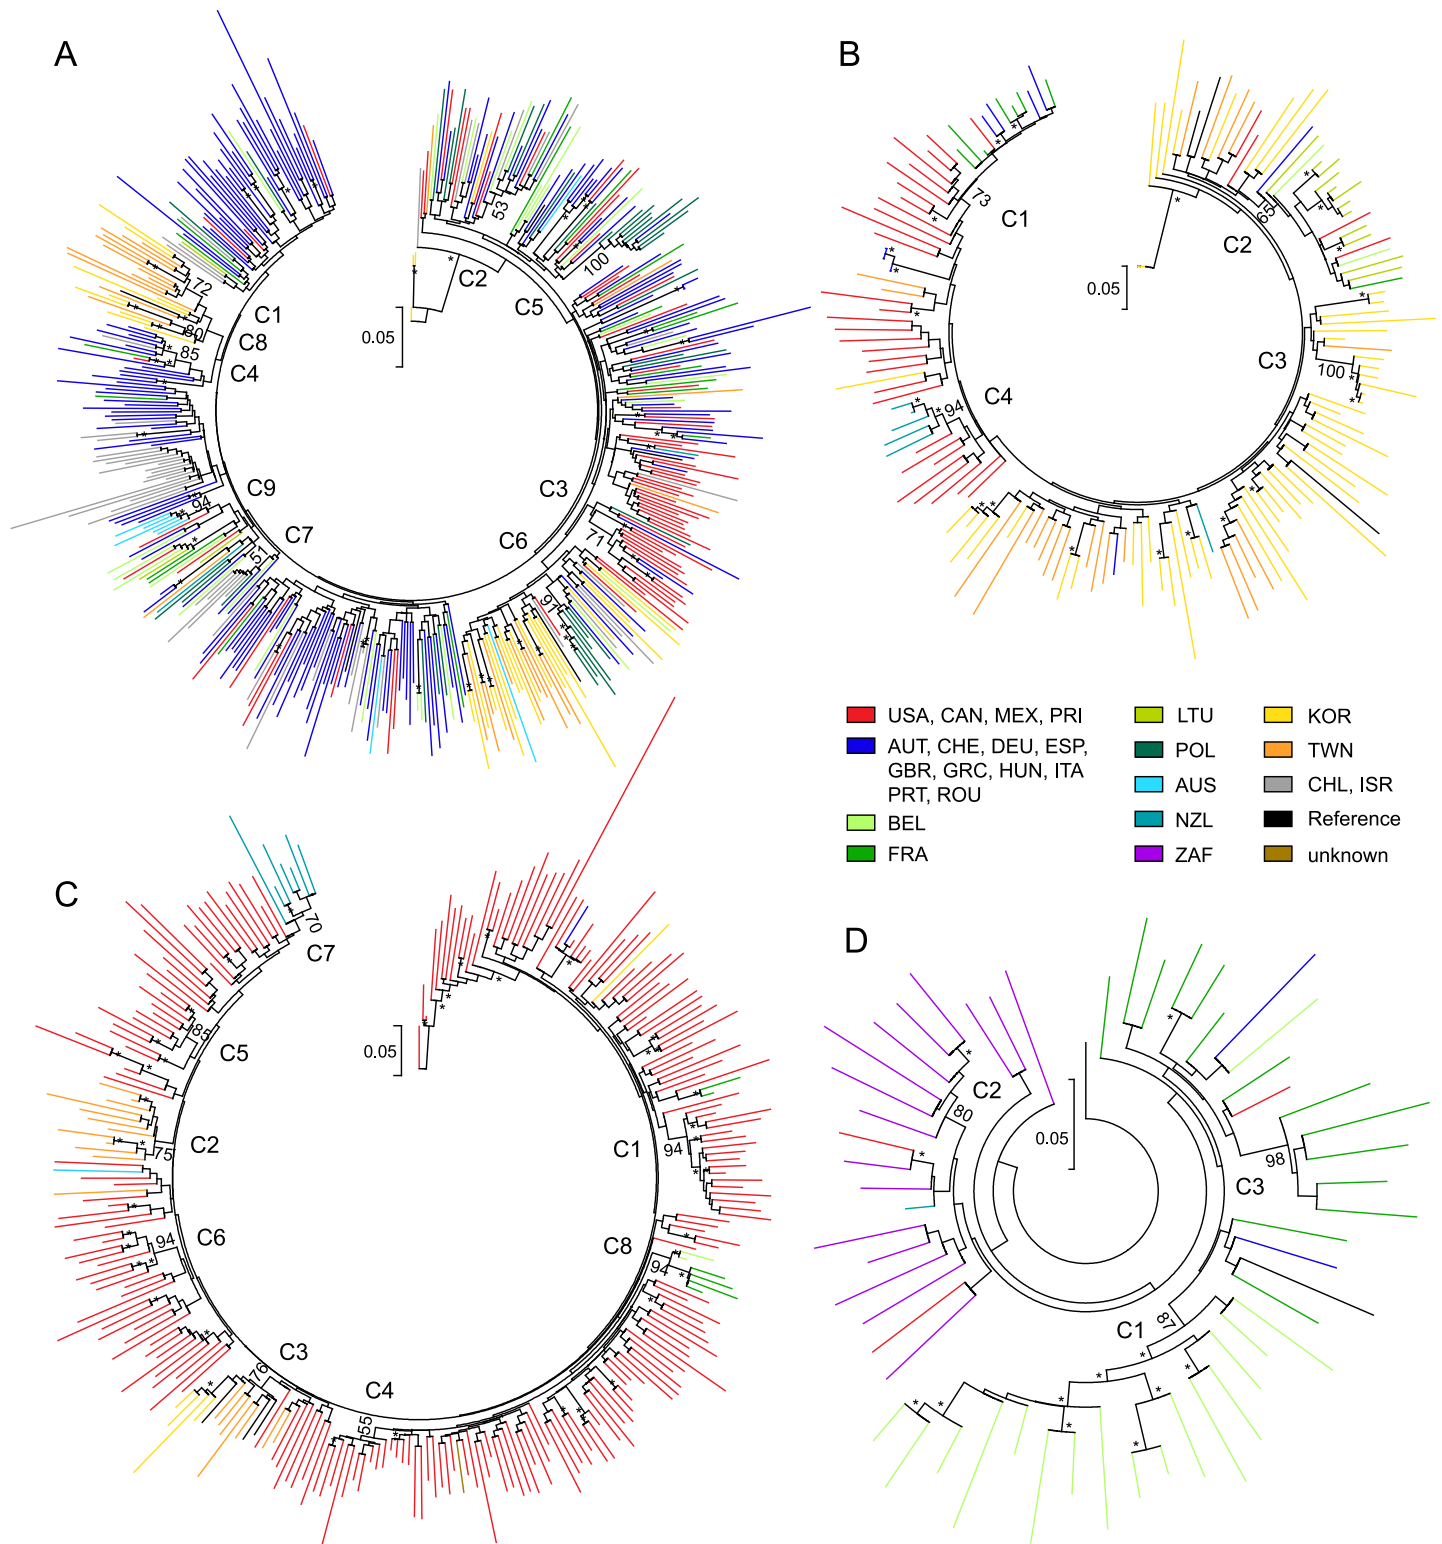 A
53
100
C2
C5
0.05
72
C1
80
C8
85
C4
C9
94
C3
C7
C6
71
51
97
B
73
C1
65
C2
0.05
C3
100
C4
94
USA, CAN, MEX, PRI
AUT, CHE, DEU, ESP,
GBR, GRC, HUN, ITA
PRT, ROU
BEL
FRA
LTU
POL
AUS
NZL
ZAF
KOR
TWN
CHL, ISR
Reference
unknown
C
70
C7
85
C5
0.05
C2
75
C1
94
C6
94
C8
94
C3
76
C4
55
D
C2
80
0.05
98
C3
87
C1